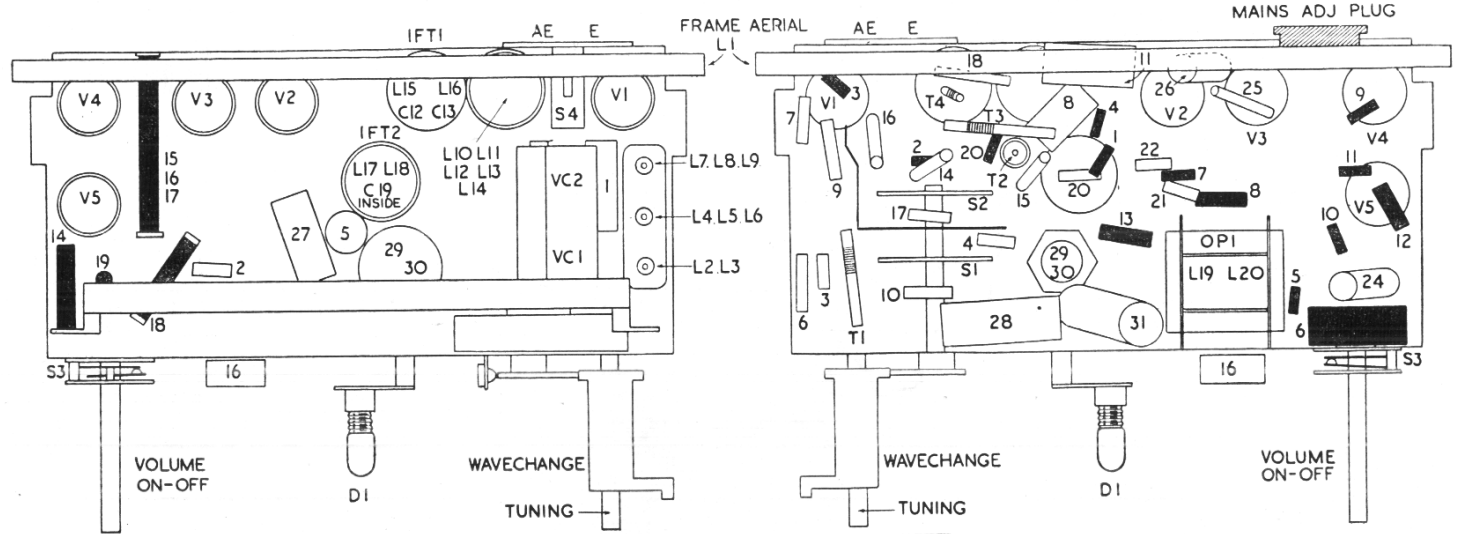 MAINS ADJ PLUG
IFT1
AE E
FRAME AERIAL
L1
AE E
18
11
V4
V3
V2
L15 L16
C12 C13
S4
V1
V1
3
7
16
T4
T3
8
4
26
V2
25
V3
9
V4
IFT2
L10 L11
L12 L13
L14
L7. L8. L9
15
16
17
L17 L18
C19
INSIDE
VC2
1
9
2
14
20
T2
15
1
20
22
7
21
8
11
V5
12
V5
5
27
29
30
L4. L5. L6
17
S2
4
S1
13
10
14
19
2
VC1
L2. L3
29
30
OP1
L19 L20
5
24
18
6
3
T1
10
28
31
6
S3
16
16
S3
VOLUME
ON-OFF
D1
WAVECHANGE
TUNING
WAVECHANGE
TUNING
D1
VOLUME
ON-OFF